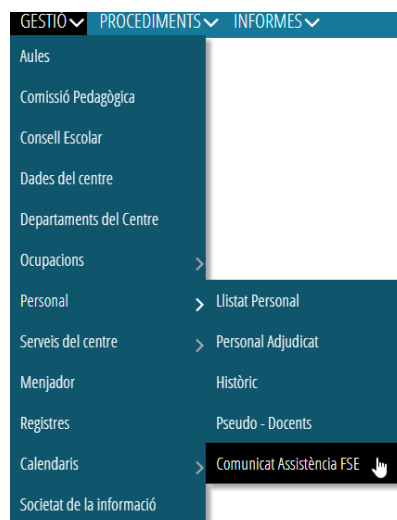 GESTIÓ PROCEDIMENTS INFORMES
Aules
Comissió Pedagògica
Consell Escolar
Dades del centre
Departaments del Centre
Ocupacions
Personal
Serveis del centre
Menjador
Registres
Calendaris
Societat de la informació
Llistat Personal
Personal Adjudicat
Històric
Pseudo - Docents
Comunicat Assistència FSE